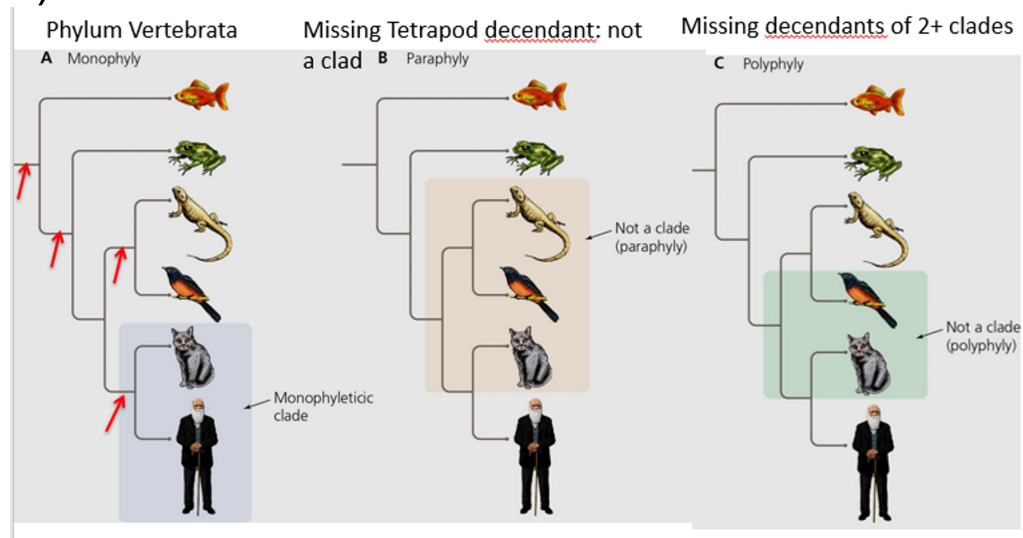 Phylum Vertebrata
Missing Tetrapod decendant: not
a clad
Missing decendants of 2+ clades
A Monophyly
B Paraphyly
C Polyphyly
Not a clade
(paraphyly)
Not a clade
(polyphyly)
Monophyleticic
clade